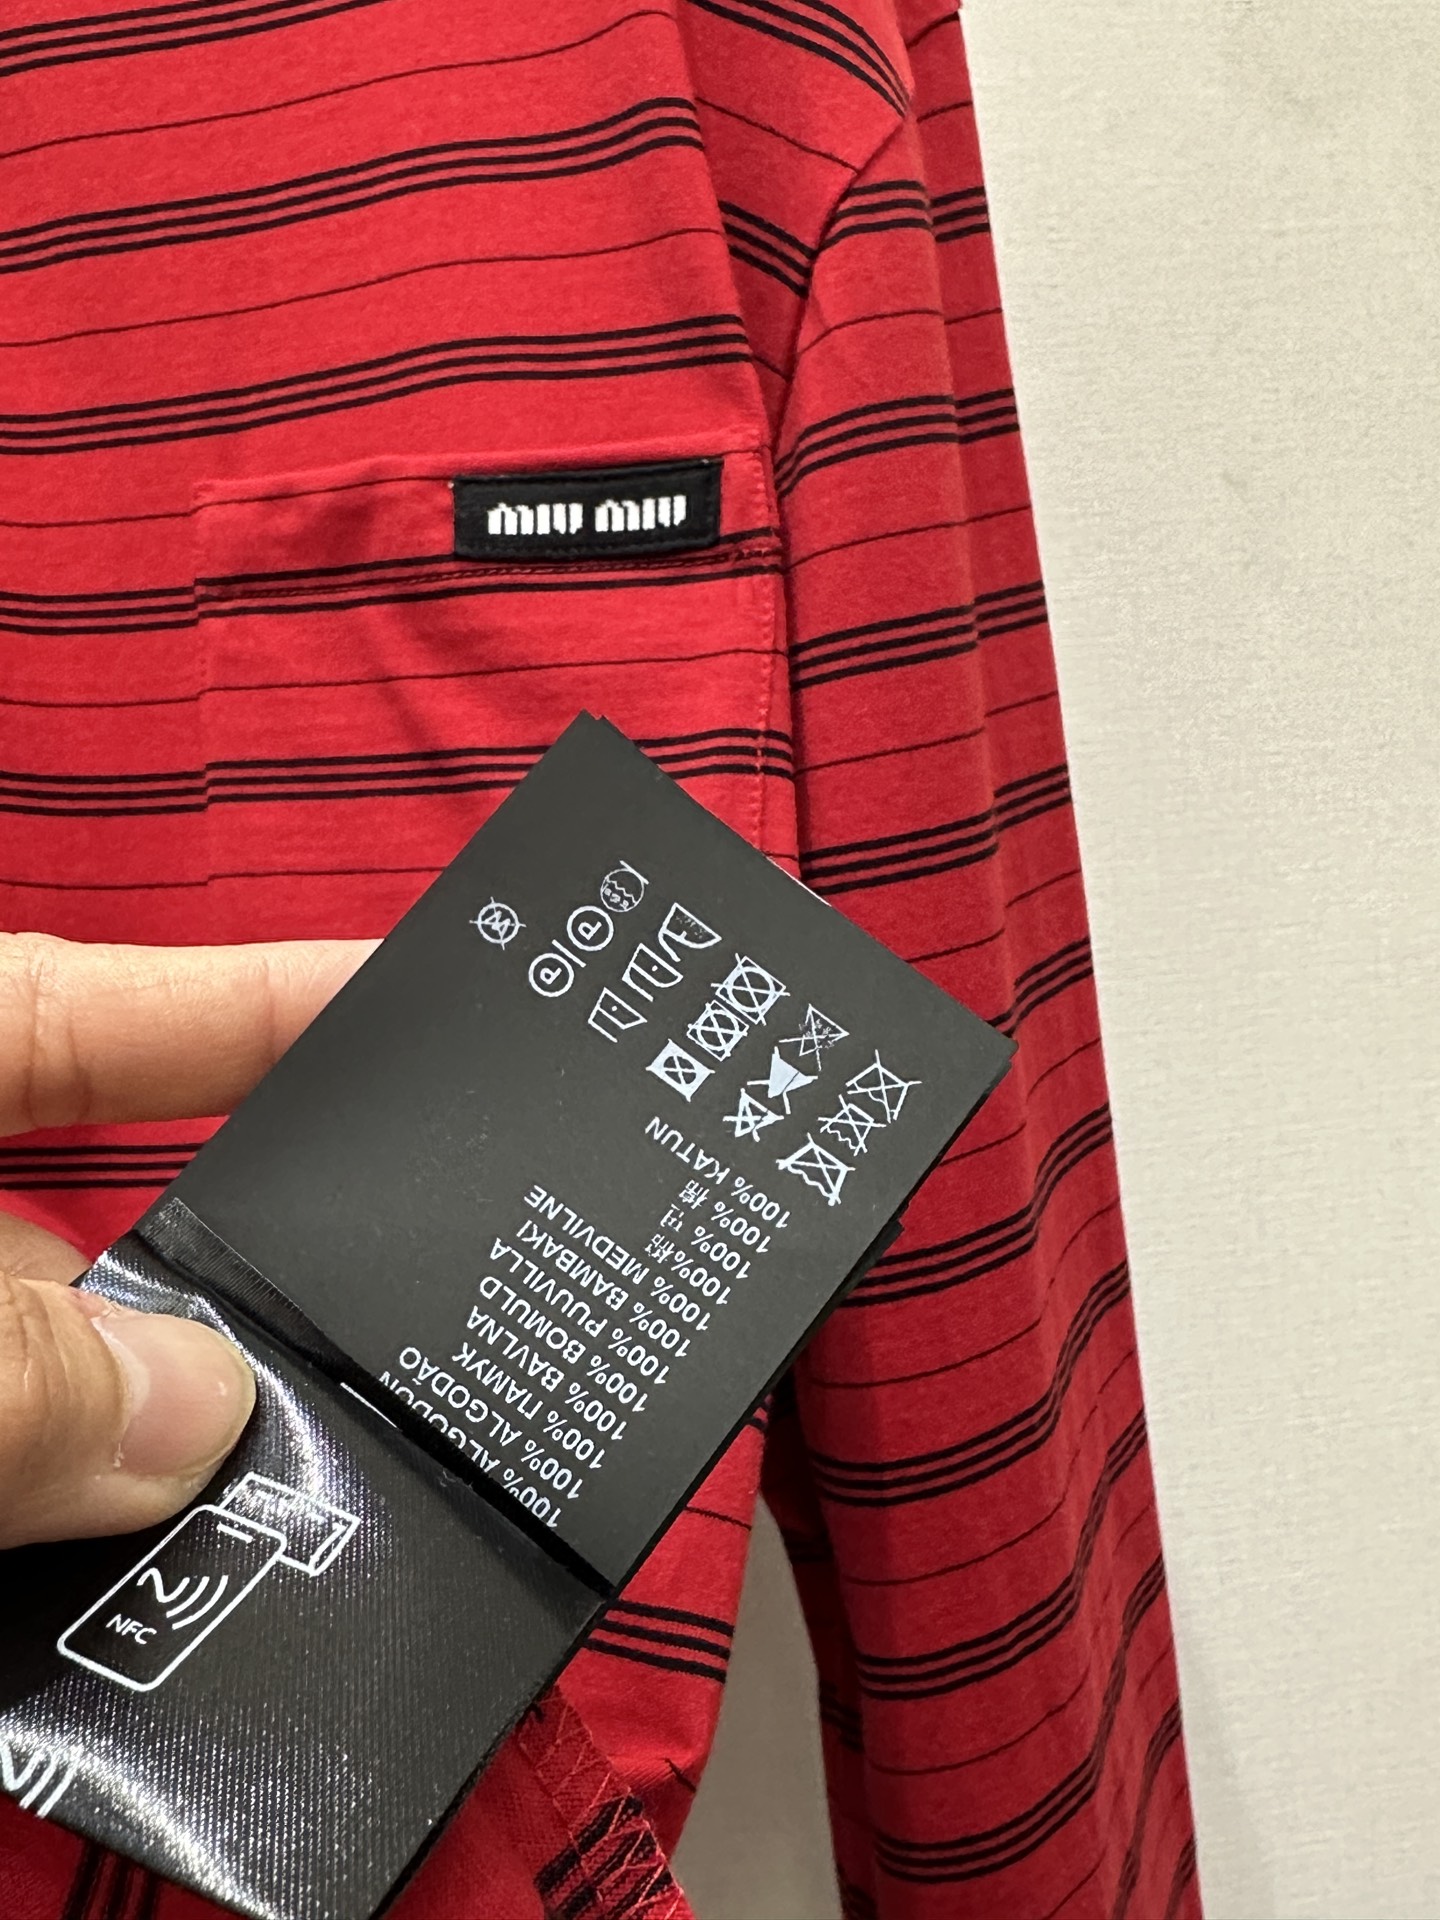 MIU MIU
100% ALGODÓN
100% ALGODÃO
100% ПАМУК
100% BAVLNA
100% BOMULD
100% PUUVILLA
100% BAMBAKI
100% MEDVILNE
100%棉
100% 면
100% 棉
100% KATUN
P
P
NFC